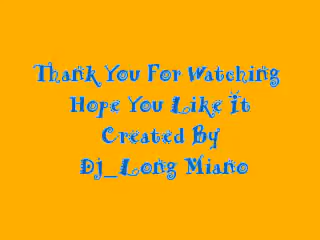 Thank You For Watching
Hope You Like It
Created By
Dj_Long Miano